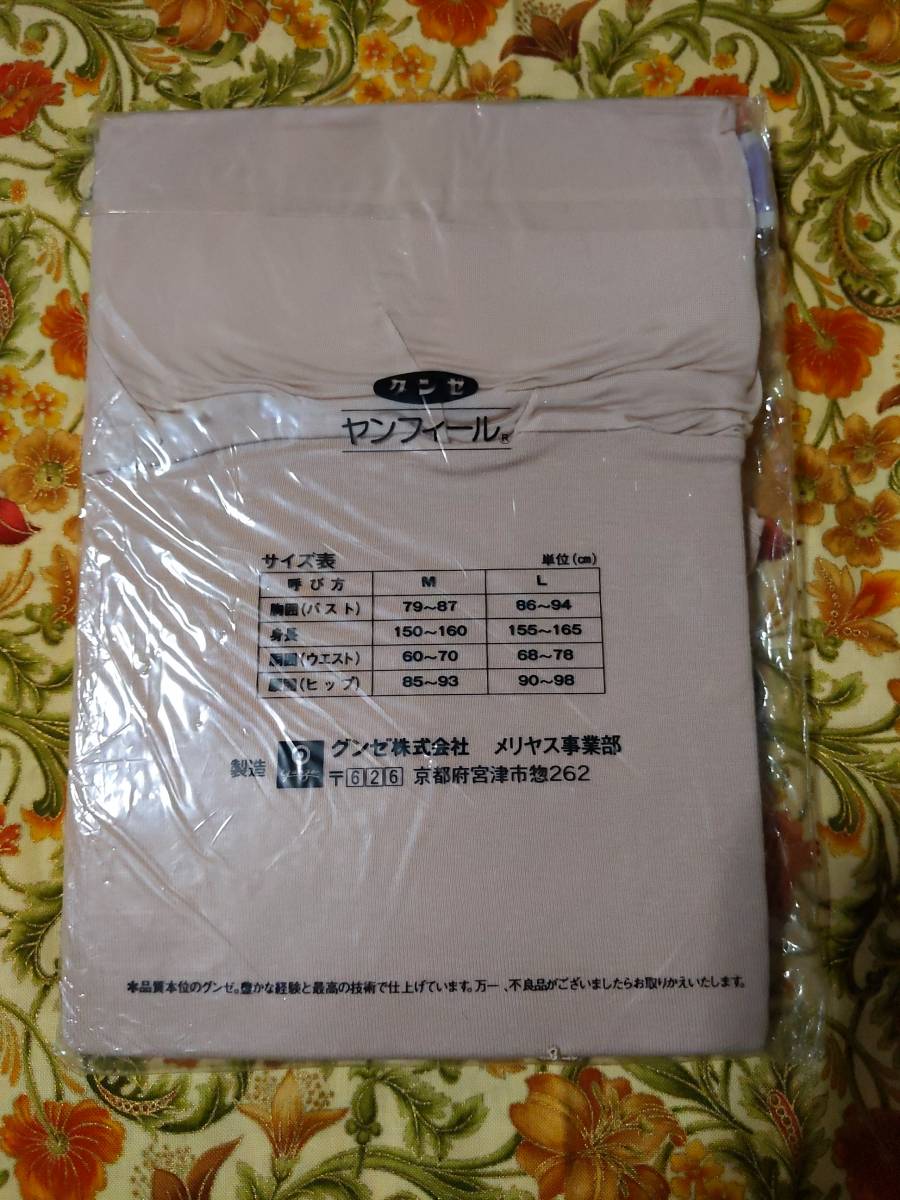 グンゼ
ヤンフィール®
サイズ表 単位(㎝)
呼び方 M L
胸囲(バスト) 79〜87 86〜94
身長 150〜160 155〜165
胴囲(ウエスト) 60〜70 68〜78
(ヒップ) 85〜93 90〜98
製造 グンゼ株式会社 メリヤス事業部
〒626 京都府宮津市惣262
本品質本位のグンゼ。豊かな経験と最高の技術で仕上げています。万一、不良品がございましたらお取りかえいたします。